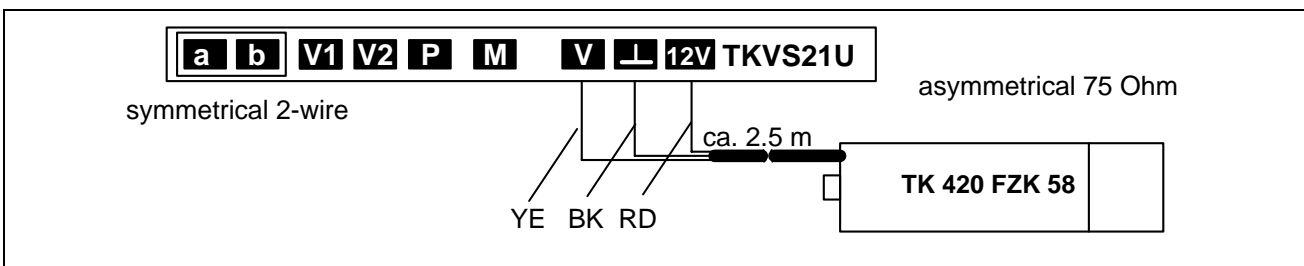 a b V1 V2 P M V ⊥ 12V TKVS21U
asymmetrical 75 Ohm
symmetrical 2-wire
ca. 2.5 m
TK 420 FZK 58
YE BK RD